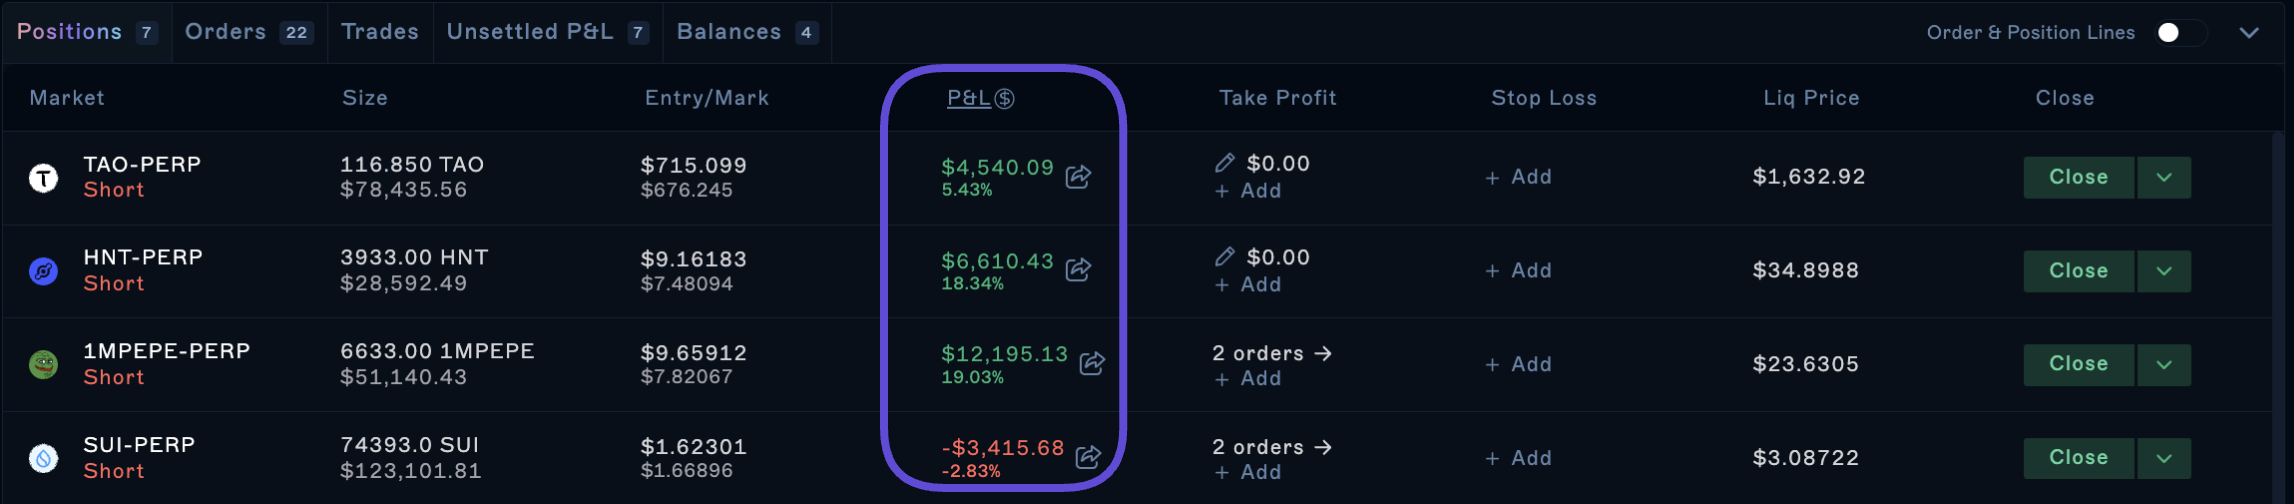 Positions 7 Orders 22 Trades Unsettled P&L 7 Balances 4 Order & Position Lines
Market Size Entry/Mark P&L$ Take Profit Stop Loss Liq Price Close
TAO-PERP 116.850 TAO $715.099 $4,540.09 $0.00 + Add $1,632.92 Close
Short $78,435.56 $676.245 5.43% + Add
HNT-PERP 3933.00 HNT $9.16183 $6,610.43 $0.00 + Add $34.8988 Close
Short $28,592.49 $7.48094 18.34% + Add
1MPEPE-PERP 6633.00 1MPEPE $9.65912 $12,195.13 2 orders → + Add $23.6305 Close
Short $51,140.43 $7.82067 19.03% + Add
SUI-PERP 74393.0 SUI $1.62301 -$3,415.68 2 orders → + Add $3.08722 Close
Short $123,101.81 $1.66896 -2.83% + Add